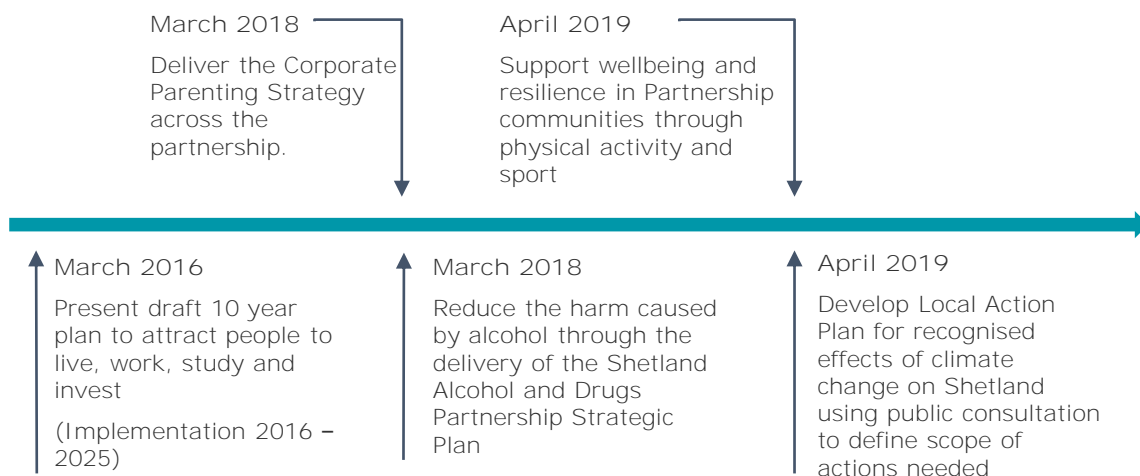 March 2018
Deliver the Corporate
Parenting Strategy
across the
partnership.
April 2019
Support wellbeing and
resilience in Partnership
communities through
physical activity and
sport
March 2016
Present draft 10 year
plan to attract people to
live, work, study and
invest
(Implementation 2016 –
2025)
March 2018
Reduce the harm caused
by alcohol through the
delivery of the Shetland
Alcohol and Drugs
Partnership Strategic
Plan
April 2019
Develop Local Action
Plan for recognised
effects of climate
change on Shetland
using public consultation
to define scope of
actions needed